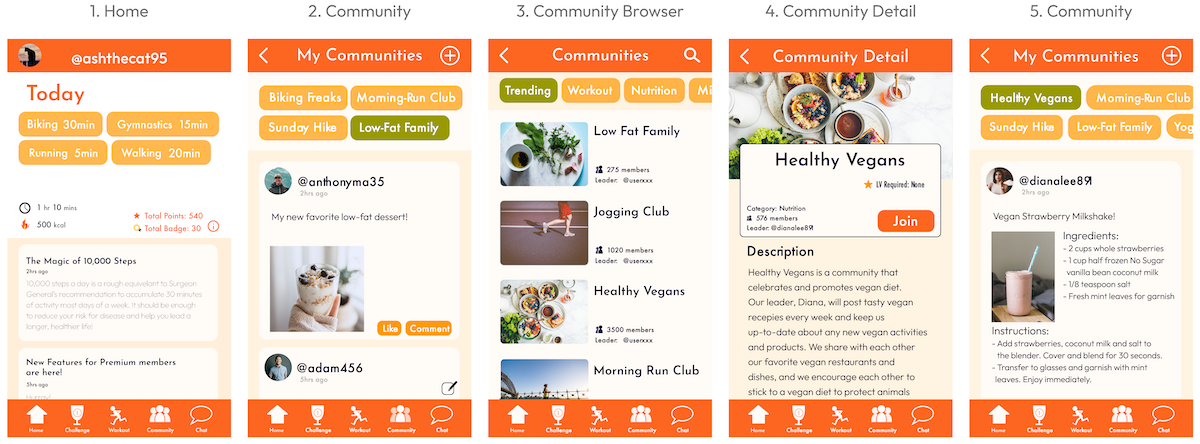 1. Home
@ashthecat95
Today
Biking 30min
Gymnastics 15min
Running 5min
Walking 20min
1 hr 10 mins
500 kcal
Total Points: 540
Total Badge: 30
The Magic of 10,000 Steps
2hrs ago
10,000 steps a day is a rough equivelant to Surgean
General's recommendation to accumulate 30 minutes
of activity most days of a week. It should be enough
to reduce your risk for disease and help you lead a
longer, healthier life!
New Features for Premium members
are here!
5hrs ago
Hurray!
Home
Challenge
Workout
Community
Chat
2. Community
My Communities
Biking Freaks
Morning-Run Club
Sunday Hike
Low-Fat Family
@anthonyma35
2hrs ago
My new favorite low-fat dessert!
Like
Comment
@adam456
5hrs ago
Home
Challenge
Workout
Community
Chat
3. Community Browser
Communities
Trending
Workout
Nutrition
Mi
Low Fat Family
275 members
Leader: @userxxx
Jogging Club
1020 members
Leader: @userxxx
Healthy Vegans
3500 members
Leader: @userxxx
Morning Run Club
Home
Challenge
Workout
Community
Chat
4. Community Detail
Community Detail
Healthy Vegans
LV Required: None
Category: Nutrition
576 members
Leader: @dianalee891
Join
Description
Healthy Vegans is a community that
celebrates and promotes vegan diet.
Our leader, Diana, will post tasty vegan
recepies every week and keep us
up-to-date about any new vegan activities
and products. We share with each other
our favorite vegan restaurants and
dishes, and we encourage each other to
stick to a vegan diet to protect animals
Home
Challenge
Workout
Community
Chat
5. Community
My Communities
Healthy Vegans
Morning-Run Club
Sunday Hike
Low-Fat Family
Yog
@dianalee891
2hrs ago
Vegan Strawberry Milkshake!
Ingredients:
- 2 cups whole strawberries
- 1 cup half frozen No Sugar
vanilla bean coconut milk
- 1/8 teaspoon salt
- Fresh mint leaves for garnish
Instructions:
- Add strawberries, coconut milk and salt to
the blender. Cover and blend for 30 seconds.
- Transfer to glasses and garnish with mint
leaves. Enjoy immediately.
Home
Challenge
Workout
Community
Chat